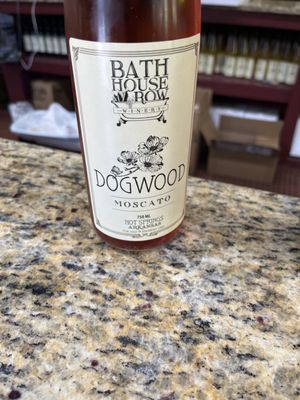 BATH
HOUSE
ROW
WINERY
DOGWOOD
MOSCATO
750 ML
HOT SPRINGS
ARKANSAS